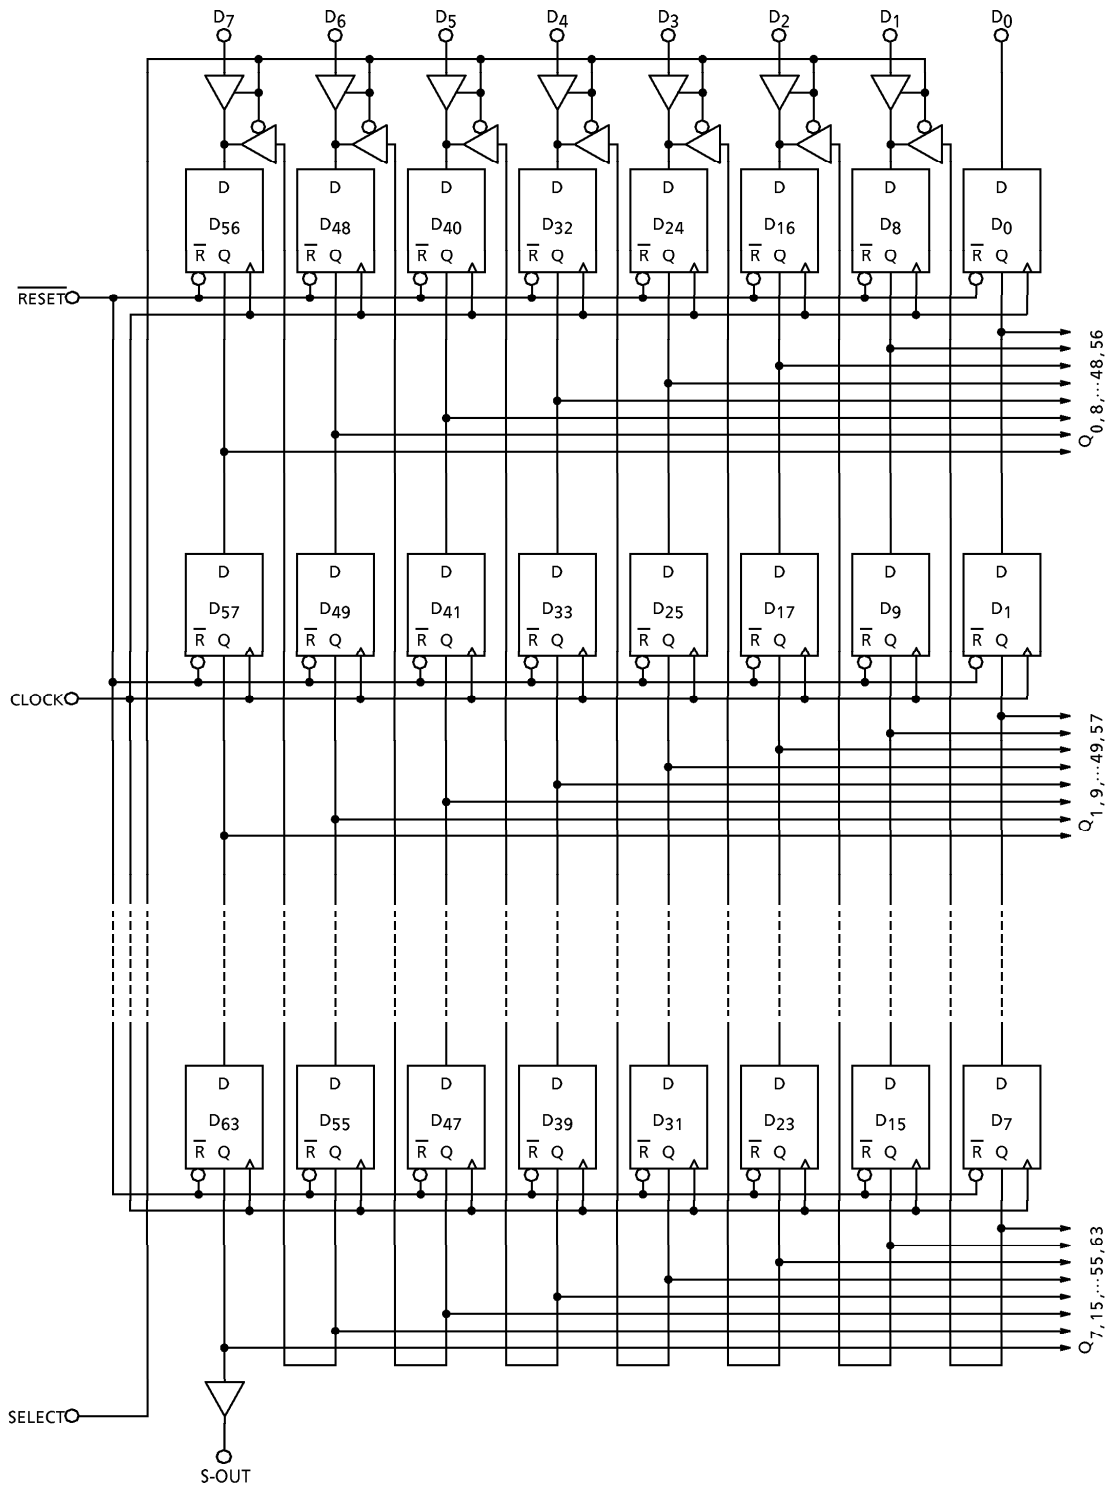 D7 D6 D5 D4 D3 D2 D1 D0
D D D D D D D D
D56 D48 D40 D32 D24 D16 D8 D0
R̅ Q R̅ Q R̅ Q R̅ Q R̅ Q R̅ Q R̅ Q R̅ Q
R̅E̅S̅E̅T̅
Q0, 8, ···48, 56
D D D D D D D D
D57 D49 D41 D33 D25 D17 D9 D1
R̅ Q R̅ Q R̅ Q R̅ Q R̅ Q R̅ Q R̅ Q R̅ Q
CLOCK
Q1, 9, ···49, 57
D D D D D D D D
D63 D55 D47 D39 D31 D23 D15 D7
R̅ Q R̅ Q R̅ Q R̅ Q R̅ Q R̅ Q R̅ Q R̅ Q
Q7, 15, ···55, 63
SELECT
S-OUT